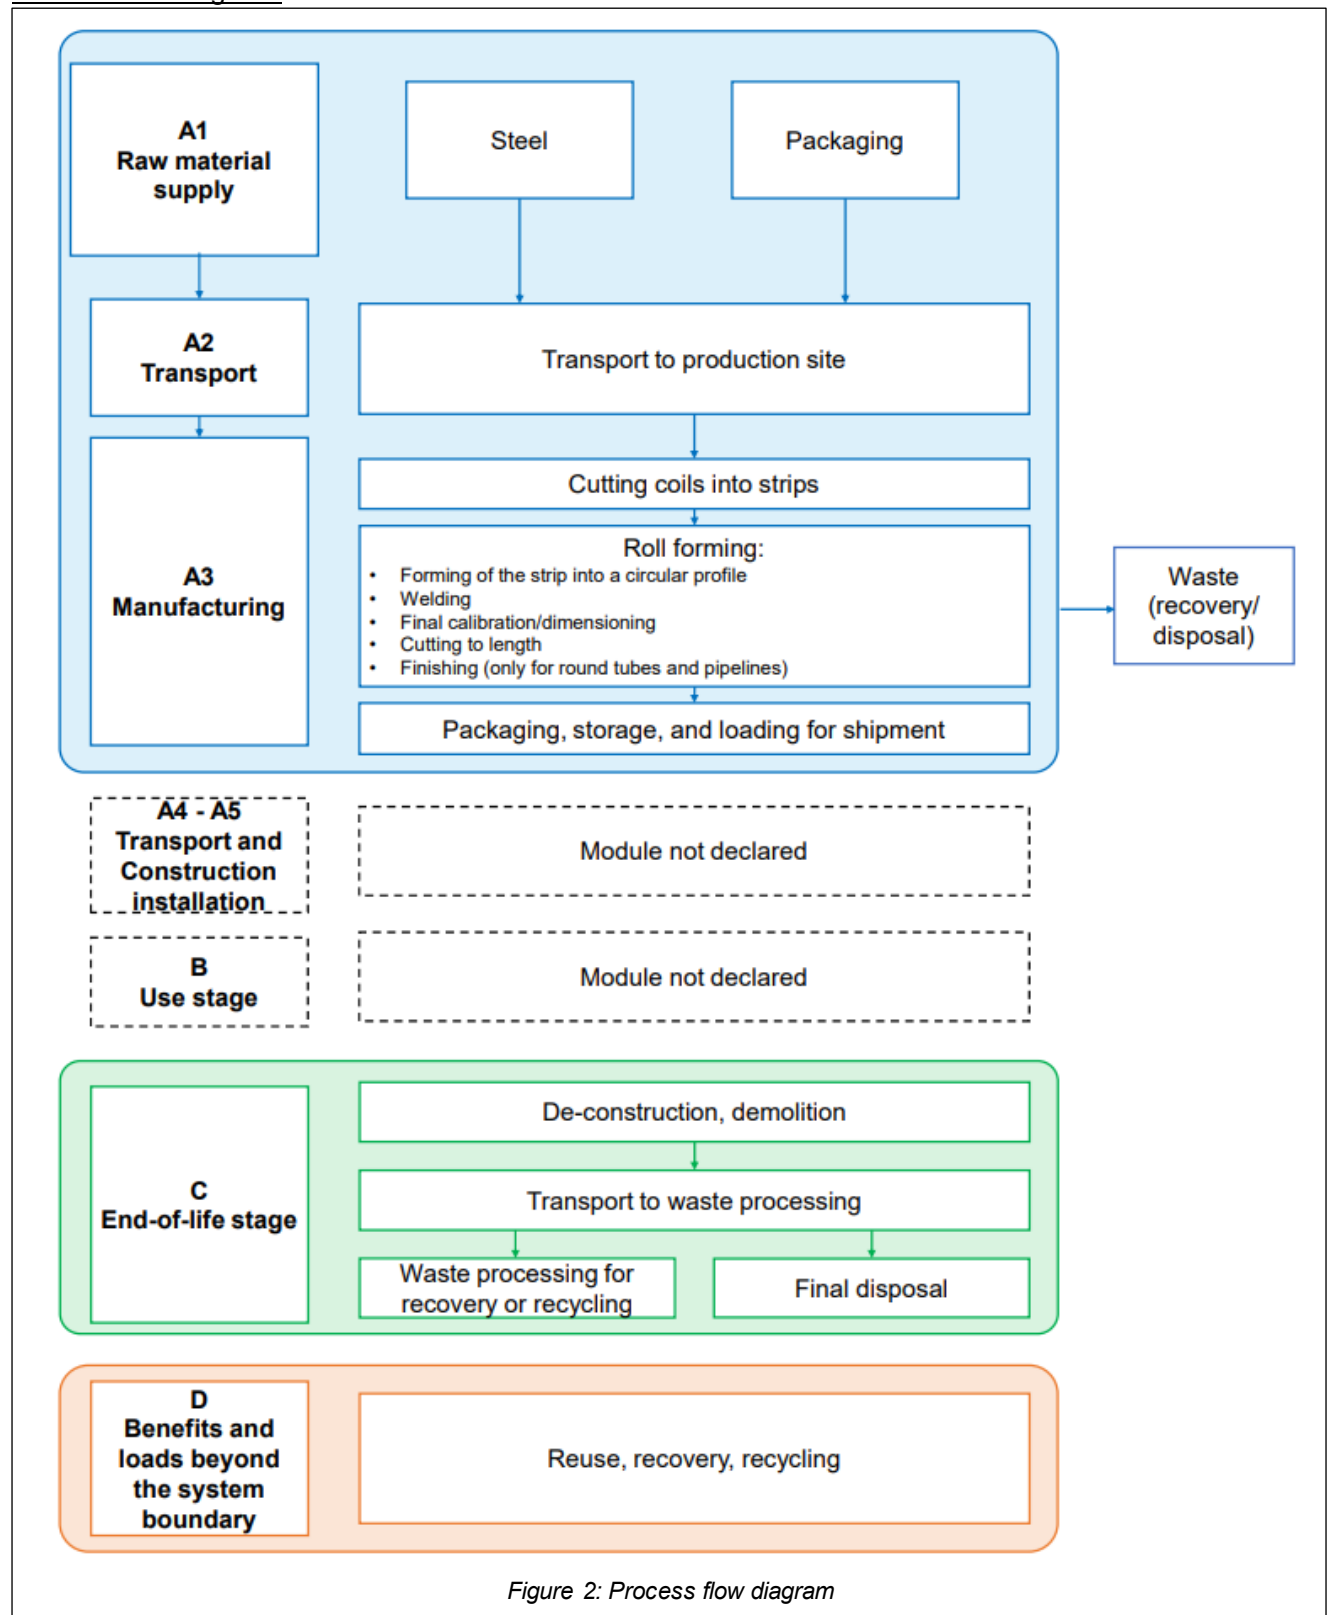 A1
Raw material
supply
Steel
Packaging
A2
Transport
Transport to production site
A3
Manufacturing
Cutting coils into strips
Roll forming:
• Forming of the strip into a circular profile
• Welding
• Final calibration/dimensioning
• Cutting to length
• Finishing (only for round tubes and pipelines)
Packaging, storage, and loading for shipment
Waste
(recovery/
disposal)
A4 - A5
Transport and
Construction
installation
Module not declared
B
Use stage
Module not declared
C
End-of-life stage
De-construction, demolition
Transport to waste processing
Waste processing for
recovery or recycling
Final disposal
D
Benefits and
loads beyond
the system
boundary
Reuse, recovery, recycling
Figure 2: Process flow diagram